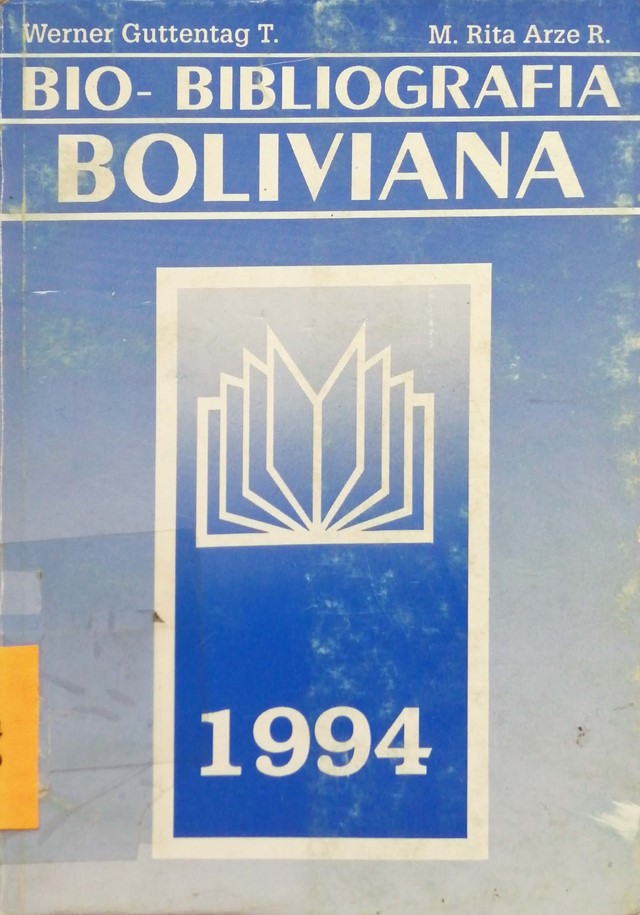 Werner Guttentag T. M. Rita Arze R.
BIO- BIBLIOGRAFIA
BOLIVIANA
1994